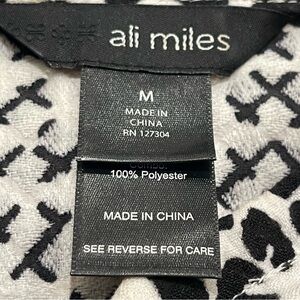 ali miles
M
MADE IN
CHINA
RN 127304
100% Polyester
MADE IN CHINA
SEE REVERSE FOR CARE